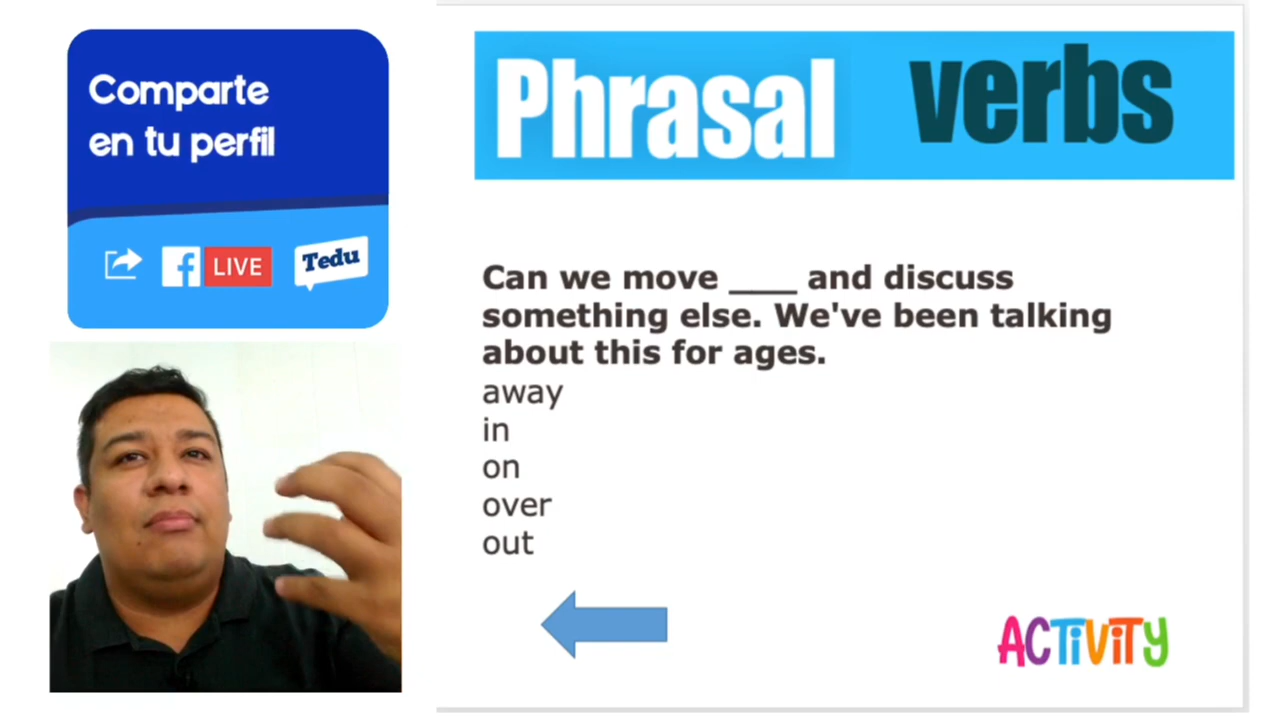 Comparte
en tu perfil
f LIVE Tedu
Phrasal verbs
Can we move ____ and discuss
something else. We've been talking
about this for ages.
away
in
on
over
out
ACTIVITY